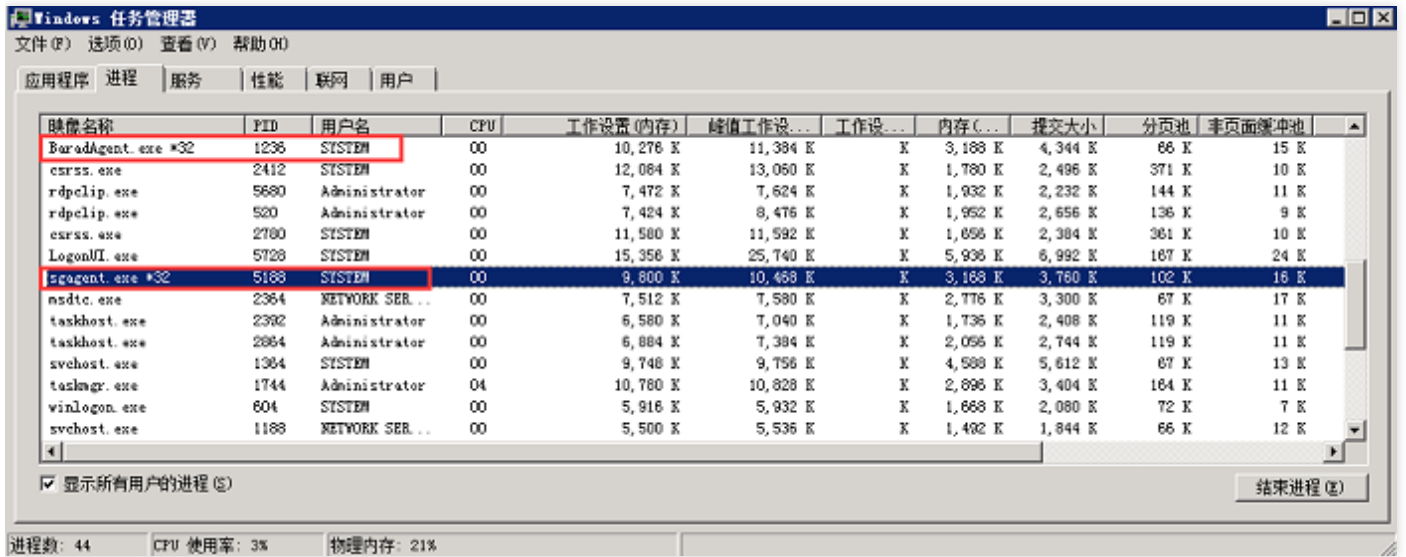 Windows 任务管理器
文件(F) 选项(O) 查看(V) 帮助(H)
应用程序 进程 服务 性能 联网 用户
映像名称 PID 用户名 CPU 工作设置(内存) 峰值工作设... 工作设... 内存(... 提交大小 分页池 非页面缓冲池
BaradAgent.exe *32 1236 SYSTEM 00 10,276 K 11,384 K K 3,188 K 4,344 K 66 K 15 K
csrss.exe 2412 SYSTEM 00 12,084 K 13,060 K K 1,780 K 2,496 K 371 K 10 K
rdpclip.exe 5680 Administrator 00 7,472 K 7,624 K K 1,932 K 2,232 K 144 K 11 K
rdpclip.exe 520 Administrator 00 7,424 K 8,476 K K 1,952 K 2,656 K 136 K 9 K
csrss.exe 2780 SYSTEM 00 11,580 K 11,592 K K 1,656 K 2,384 K 361 K 10 K
LogonUI.exe 5728 SYSTEM 00 15,356 K 25,740 K K 5,936 K 6,992 K 167 K 24 K
sgagent.exe *32 5188 SYSTEM 00 9,800 K 10,468 K K 3,168 K 3,760 K 102 K 16 K
msdtc.exe 2364 NETWORK SER... 00 7,512 K 7,580 K K 2,776 K 3,300 K 67 K 17 K
taskhost.exe 2392 Administrator 00 6,580 K 7,040 K K 1,736 K 2,408 K 119 K 11 K
taskhost.exe 2864 Administrator 00 6,884 K 7,384 K K 2,056 K 2,744 K 119 K 11 K
svchost.exe 1364 SYSTEM 00 9,748 K 9,756 K K 4,588 K 5,612 K 67 K 13 K
taskmgr.exe 1744 Administrator 04 10,780 K 10,828 K K 2,896 K 3,404 K 164 K 11 K
winlogon.exe 604 SYSTEM 00 5,916 K 5,932 K K 1,668 K 2,080 K 72 K 7 K
svchost.exe 1188 NETWORK SER... 00 5,500 K 5,536 K K 1,492 K 1,844 K 66 K 12 K
显示所有用户的进程(S) 结束进程(E)
进程数: 44 CPU 使用率: 3% 物理内存: 21%